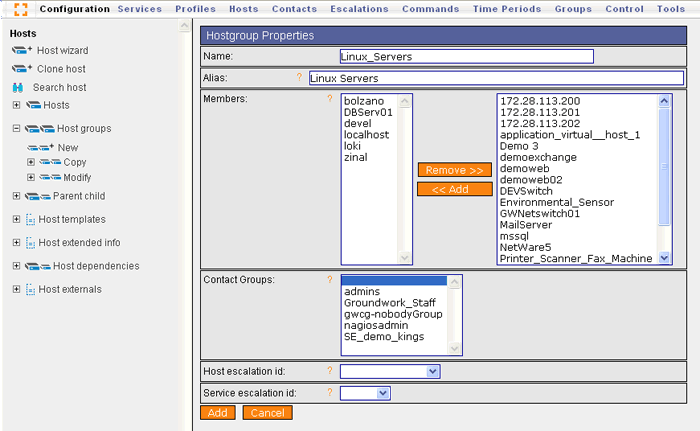 Configuration Services Profiles Hosts Contacts Escalations Commands Time Periods Groups Control Tools
Hosts
Host wizard
Clone host
Search host
Hosts
Host groups
New
Copy
Modify
Parent child
Host templates
Host extended info
Host dependencies
Host externals
Hostgroup Properties
Name: Linux_Servers
Alias: ? Linux Servers
Members: ?
bolzano
DBServ01
devel
localhost
loki
zinal
Remove >>
<< Add
172.28.113.200
172.28.113.201
172.28.113.202
application_virtual__host_1
Demo 3
demoexchange
demoweb
demoweb02
DEVSwitch
Environmental_Sensor
GWNetswitch01
MailServer
mssql
NetWare5
Printer_Scanner_Fax_Machine
Contact Groups: ?
admins
Groundwork_Staff
gwcg-nobodyGroup
nagiosadmin
SE_demo_kings
Host escalation id: ?
Service escalation id: ?
Add Cancel